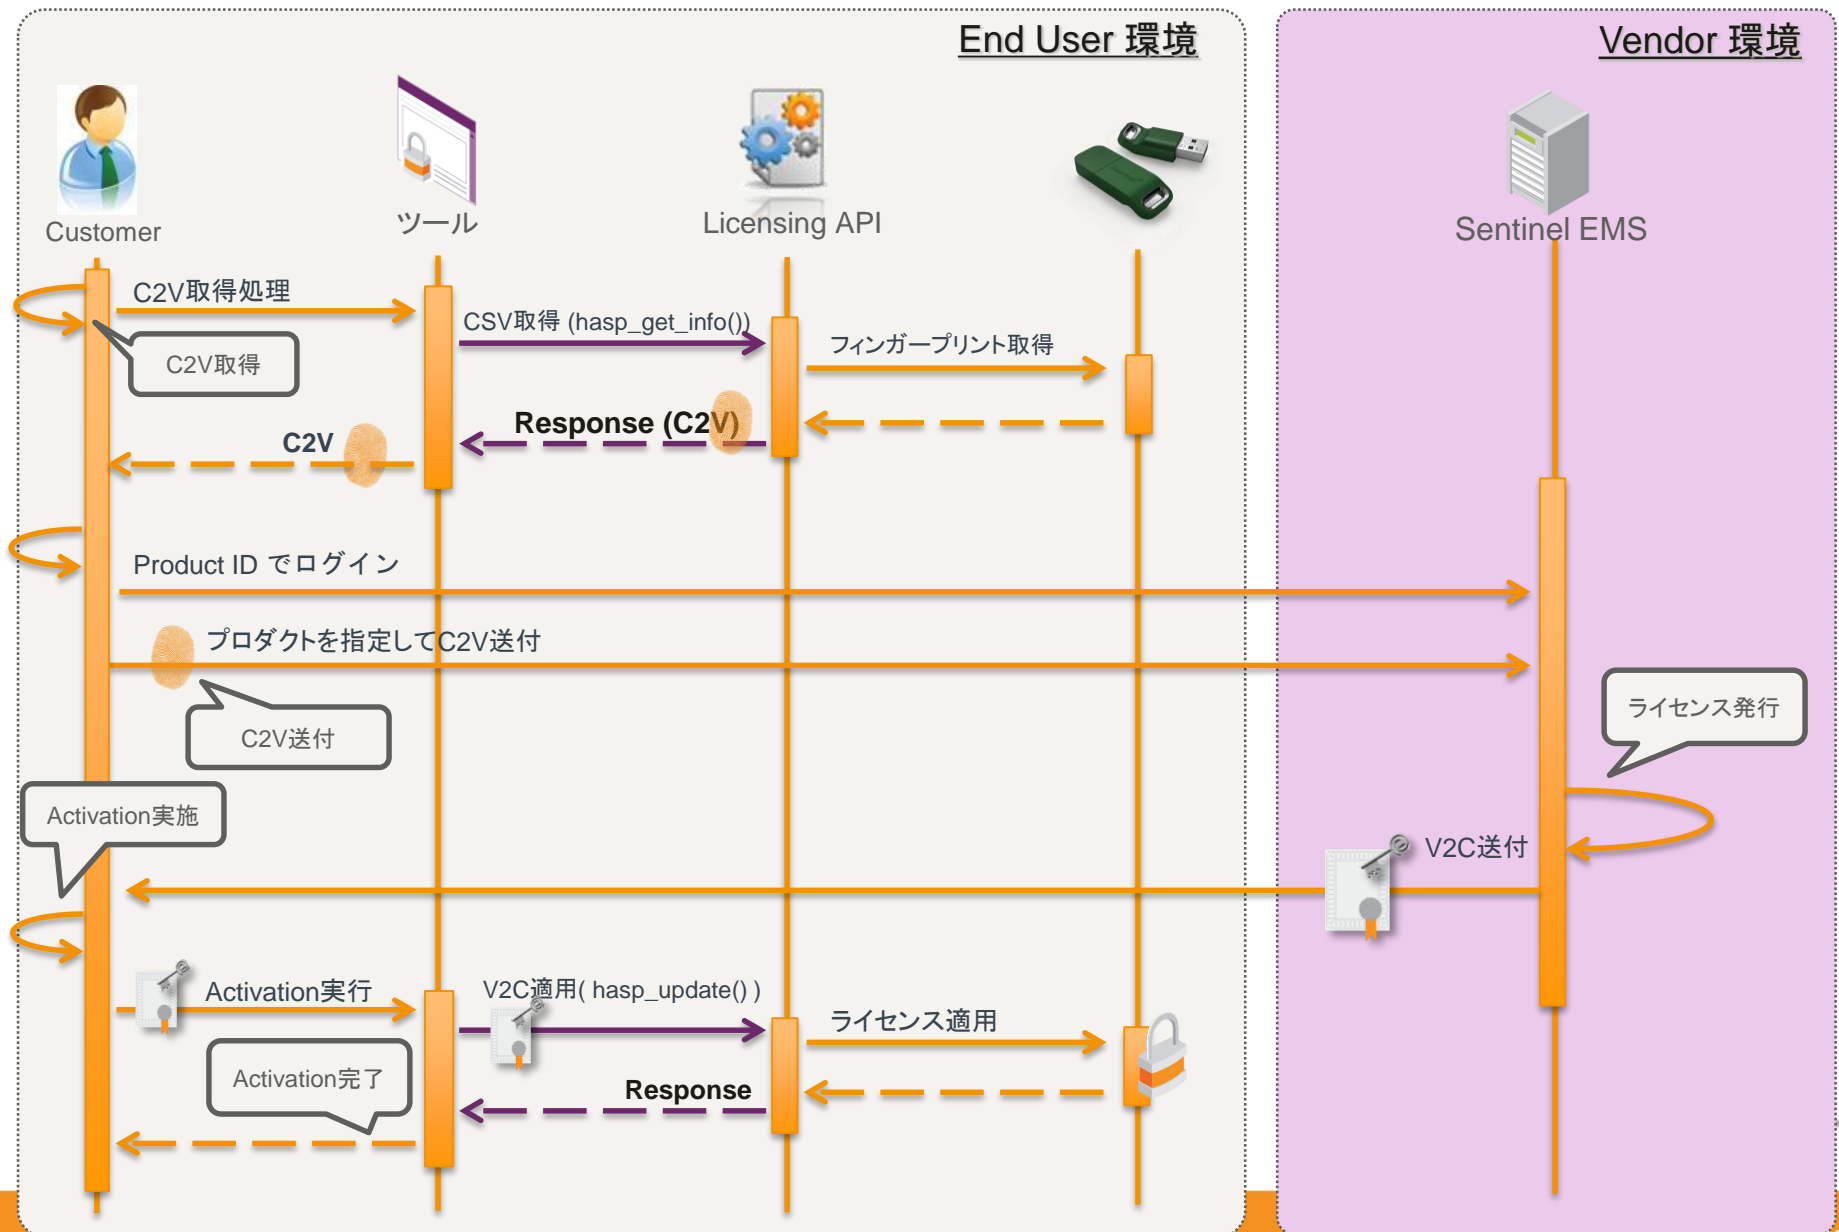 End User 環境
Vendor 環境
Customer
ツール
Licensing API
Sentinel EMS
C2V取得処理
CSV取得 (hasp_get_info())
フィンガープリント取得
C2V取得
Response (C2V)
C2V
Product ID でログイン
プロダクトを指定してC2V送付
C2V送付
ライセンス発行
Activation実施
V2C送付
Activation実行
V2C適用( hasp_update() )
ライセンス適用
Activation完了
Response